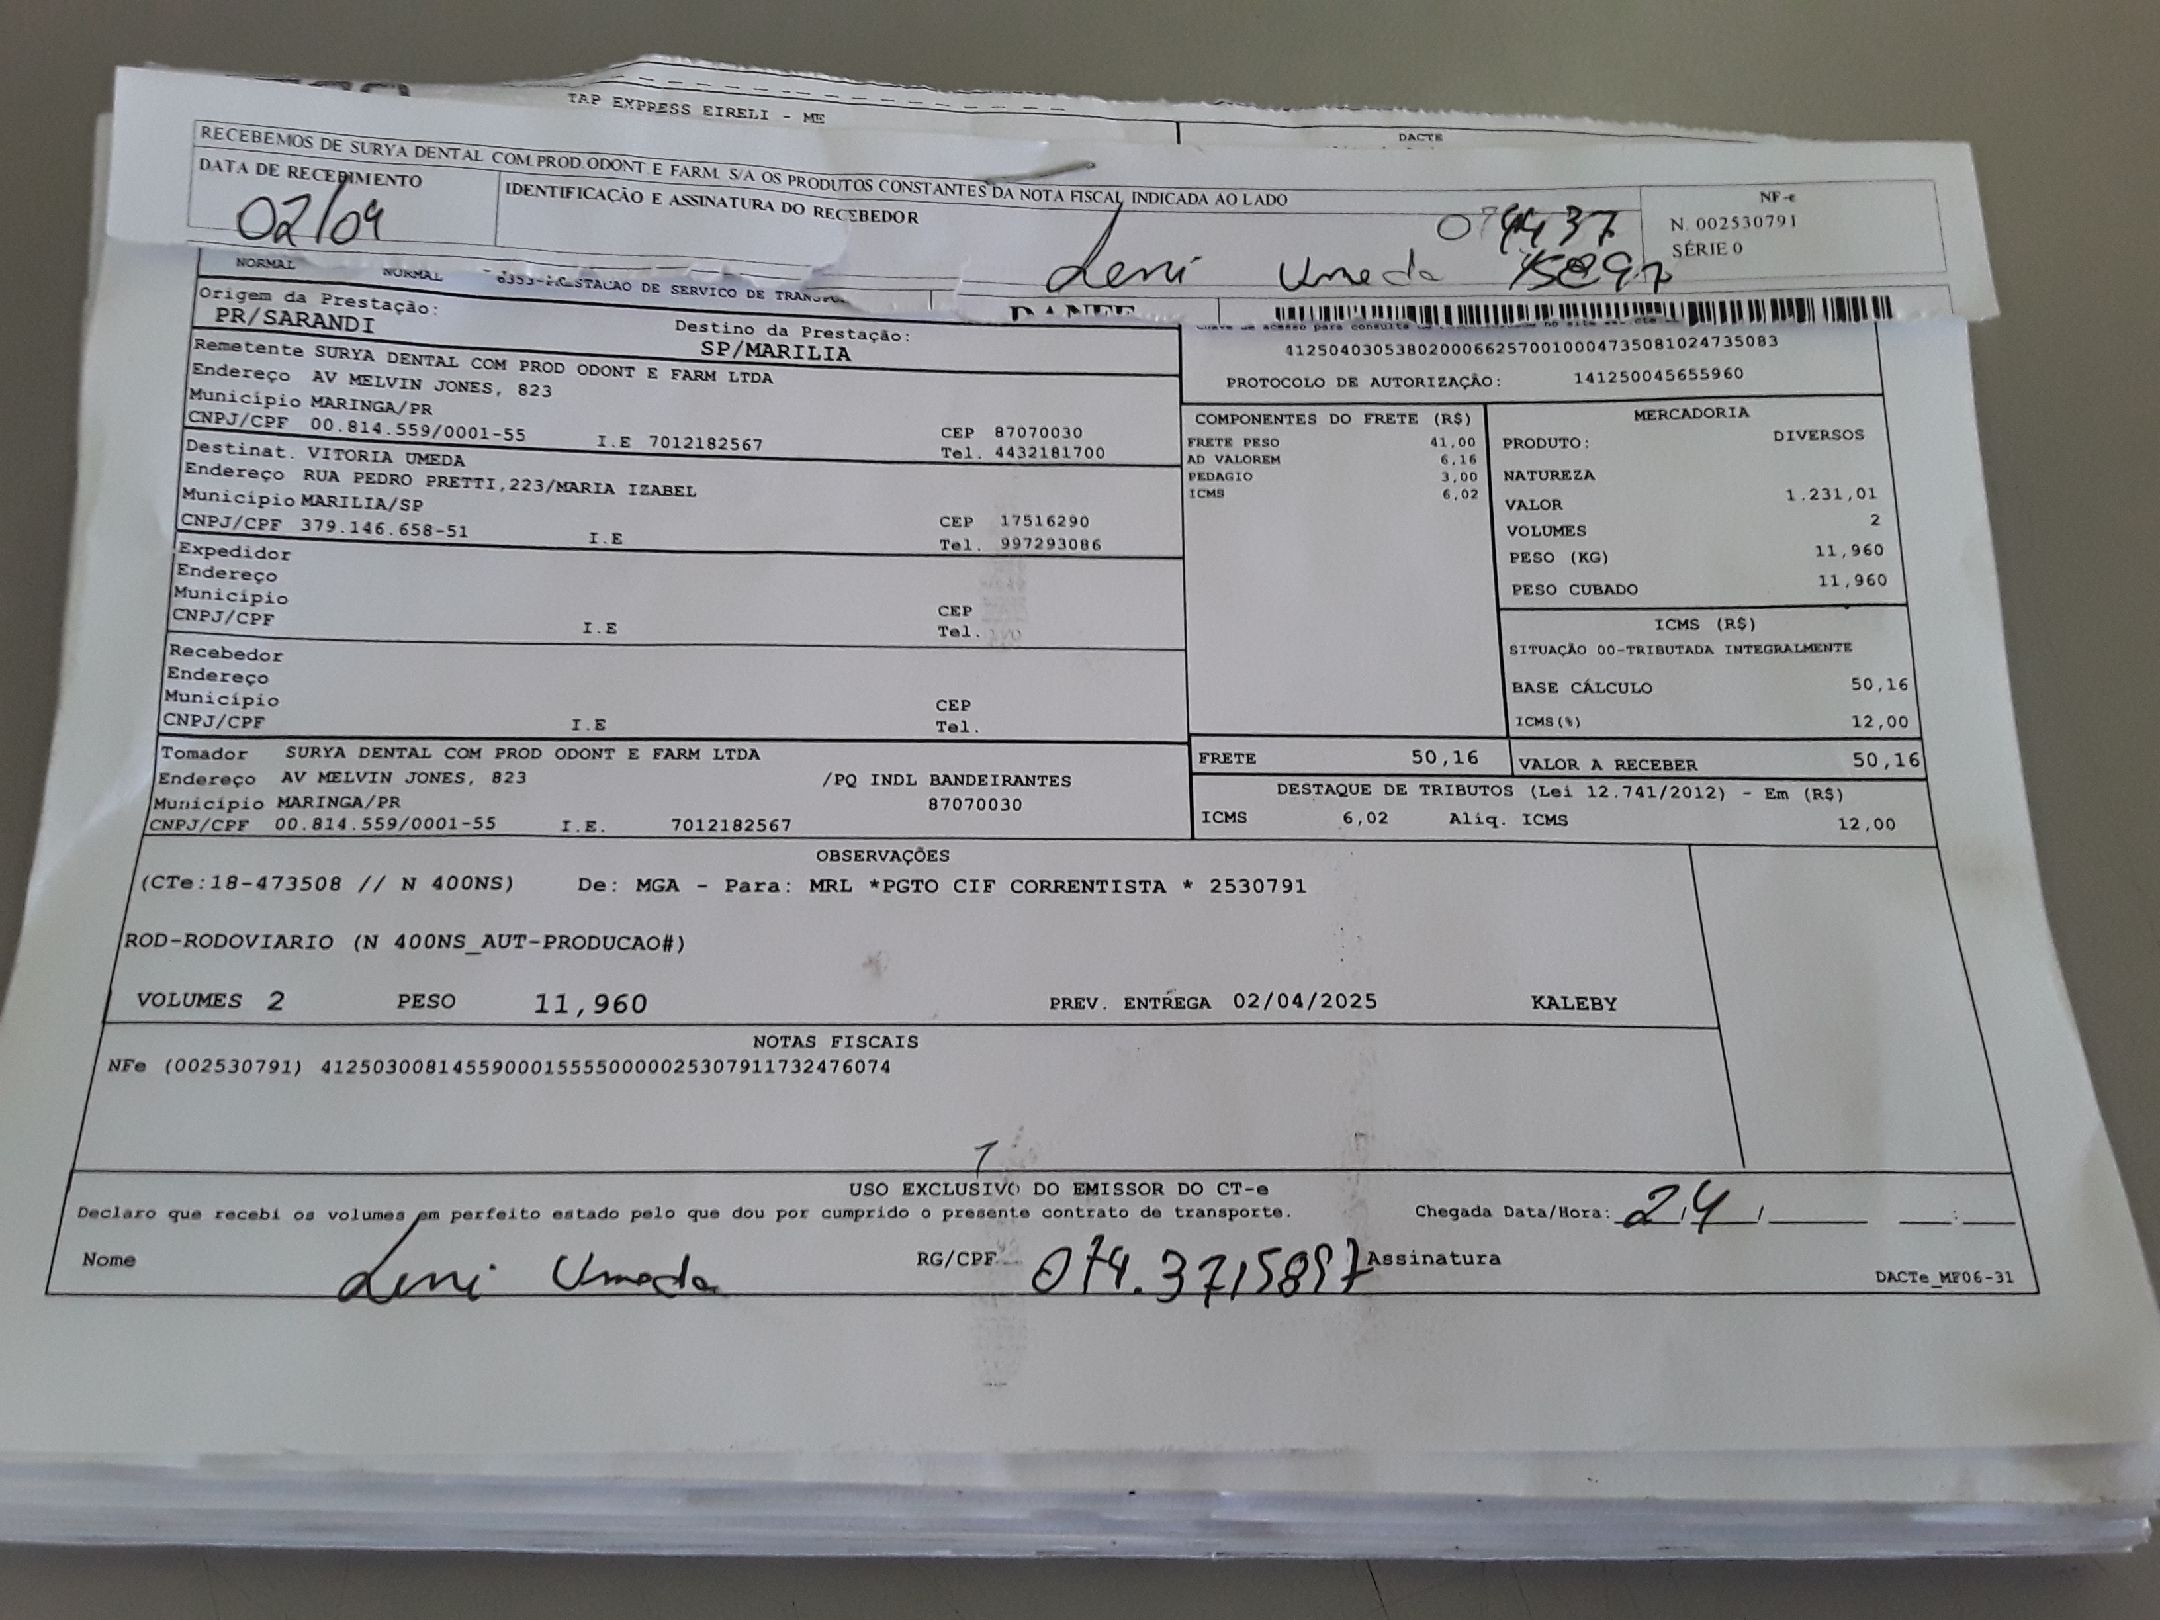 TAP EXPRESS EIRELI - ME
DACTE
RECEBEMOS DE SURYA DENTAL COM.PROD.ODONT.E FARM. S/A OS PRODUTOS CONSTANTES DA NOTA FISCAL INDICADA AO LADO
DATA DE RECEBIMENTO
IDENTIFICAÇÃO E ASSINATURA DO RECEBEDOR
NF-e
N. 002530791
SÉRIE 0
02/04
Leni Umeda
NORMAL NORMAL
DANFE
Origem da Prestação:
PR/SARANDI
Destino da Prestação:
SP/MARILIA
41250403053802000662570010004735081024735083
PROTOCOLO DE AUTORIZAÇÃO: 141250045655960
Remetente SURYA DENTAL COM PROD ODONT E FARM LTDA
Endereço AV MELVIN JONES, 823
Município MARINGA/PR
CEP 87070030
CNPJ/CPF 00.814.559/0001-55 I.E 7012182567 Tel. 4432181700
Destinat. VITORIA UMEDA
Endereço RUA PEDRO PRETTI,223/MARIA IZABEL
Município MARILIA/SP
CEP 17516290
CNPJ/CPF 379.146.658-51 I.E Tel. 997293086
Expedidor
Endereço
Município
CEP
CNPJ/CPF I.E Tel.
Recebedor
Endereço
Município
CEP
CNPJ/CPF I.E Tel.
Tomador SURYA DENTAL COM PROD ODONT E FARM LTDA
Endereço AV MELVIN JONES, 823 /PQ INDL BANDEIRANTES
Município MARINGA/PR 87070030
CNPJ/CPF 00.814.559/0001-55 I.E. 7012182567
COMPONENTES DO FRETE (R$)
FRETE PESO 41,00
AD VALOREM 6,16
PEDAGIO 3,00
ICMS 6,02
MERCADORIA
PRODUTO: DIVERSOS
NATUREZA
VALOR 1.231,01
VOLUMES 2
PESO (KG) 11,960
PESO CUBADO 11,960
ICMS (R$)
SITUAÇÃO 00-TRIBUTADA INTEGRALMENTE
BASE CÁLCULO 50,16
ICMS(%) 12,00
FRETE 50,16
VALOR A RECEBER 50,16
DESTAQUE DE TRIBUTOS (Lei 12.741/2012) - Em (R$)
ICMS 6,02 Aliq. ICMS 12,00
OBSERVAÇÕES
(CTe:18-473508 // N 400NS) De: MGA - Para: MRL *PGTO CIF CORRENTISTA * 2530791
ROD-RODOVIARIO (N 400NS_AUT-PRODUCAO#)
VOLUMES 2 PESO 11,960 PREV. ENTREGA 02/04/2025 KALEBY
NOTAS FISCAIS
NFe (002530791) 41250300814559000155550000025307911732476074
USO EXCLUSIVO DO EMISSOR DO CT-e
Declaro que recebi os volumes em perfeito estado pelo que dou por cumprido o presente contrato de transporte.
Chegada Data/Hora: 2/4/
Nome Leni Umeda RG/CPF 074.3715897 Assinatura
DACTe_MF06-31